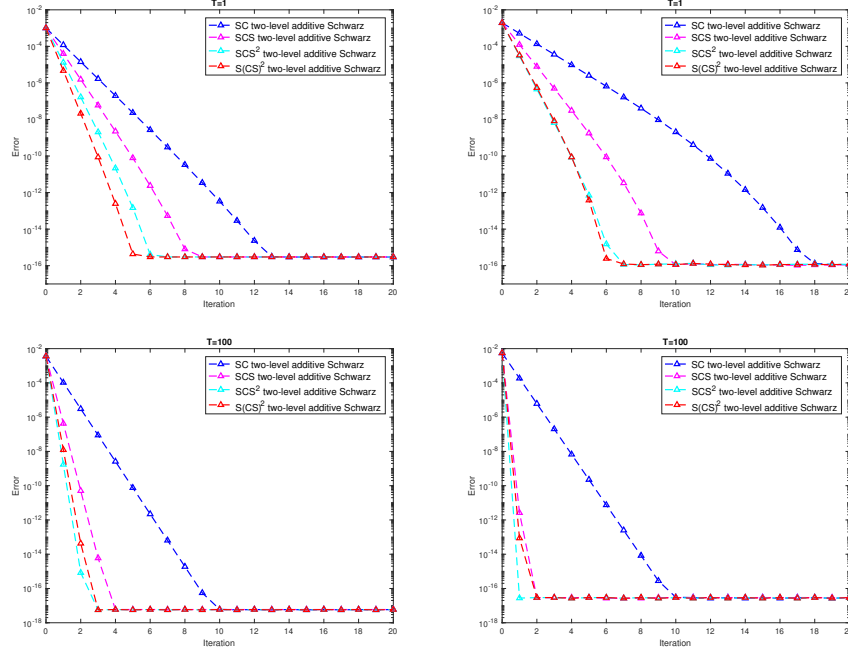 T=1
SC two-level additive Schwarz
SCS two-level additive Schwarz
SCS² two-level additive Schwarz
S(CS)² two-level additive Schwarz
Error
10⁻²
10⁻⁴
10⁻⁶
10⁻⁸
10⁻¹⁰
10⁻¹²
10⁻¹⁴
10⁻¹⁶
0 2 4 6 8 10 12 14 16 18 20
Iteration
T=1
SC two-level additive Schwarz
SCS two-level additive Schwarz
SCS² two-level additive Schwarz
S(CS)² two-level additive Schwarz
Error
10⁻²
10⁻⁴
10⁻⁶
10⁻⁸
10⁻¹⁰
10⁻¹²
10⁻¹⁴
10⁻¹⁶
0 2 4 6 8 10 12 14 16 18
Iteration
T=100
SC two-level additive Schwarz
SCS two-level additive Schwarz
SCS² two-level additive Schwarz
S(CS)² two-level additive Schwarz
Error
10⁻²
10⁻⁴
10⁻⁶
10⁻⁸
10⁻¹⁰
10⁻¹²
10⁻¹⁴
10⁻¹⁶
10⁻¹⁸
0 2 4 6 8 10 12 14 16 18 20
Iteration
T=100
SC two-level additive Schwarz
SCS two-level additive Schwarz
SCS² two-level additive Schwarz
S(CS)² two-level additive Schwarz
Error
10⁻²
10⁻⁴
10⁻⁶
10⁻⁸
10⁻¹⁰
10⁻¹²
10⁻¹⁴
10⁻¹⁶
10⁻¹⁸
0 2 4 6 8 10 12 14 16 18
Iteration